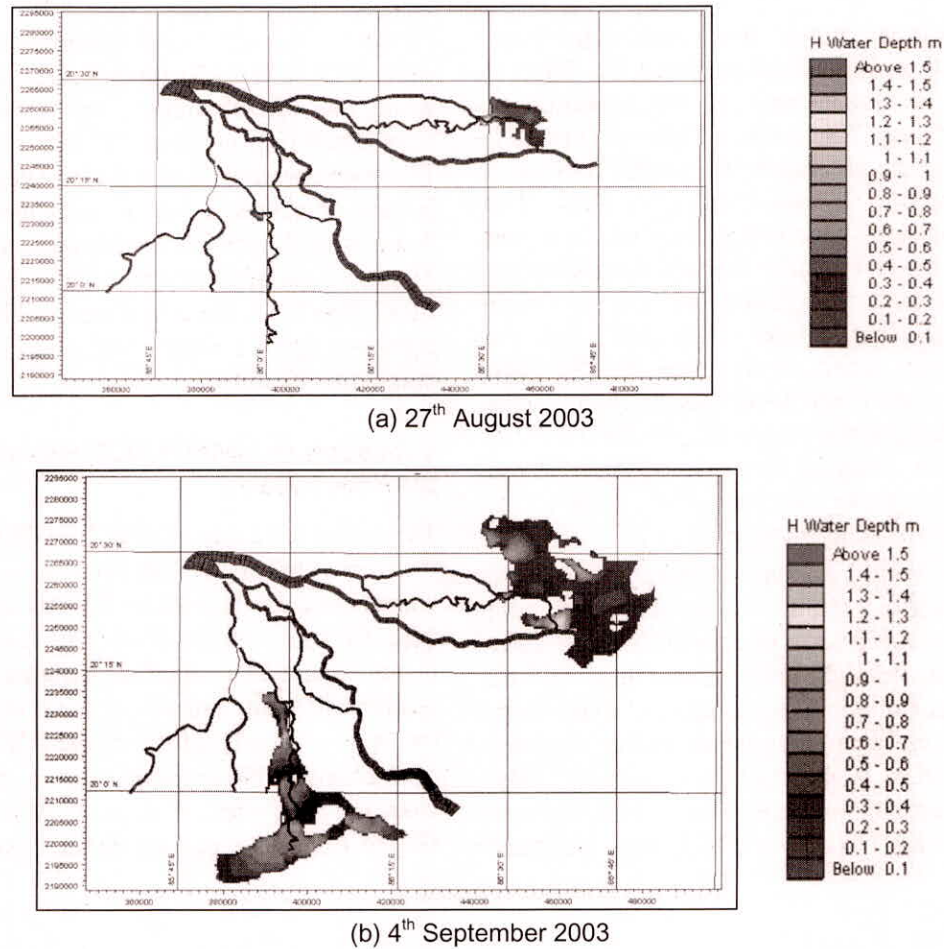 2295000
2290000
2285000
2280000
2275000
2270000
2265000
2260000
2255000
2250000
2245000
2240000
2235000
2230000
2225000
2220000
2215000
2210000
2205000
2200000
2195000
2190000
20°30' N
20°15' N
20°0' N
85°45' E
86°0' E
86°15' E
86°30' E
86°45' E
360000
380000
400000
420000
440000
460000
480000
H Water Depth m
Above 1.5
1.4 - 1.5
1.3 - 1.4
1.2 - 1.3
1.1 - 1.2
1 - 1.1
0.9 - 1
0.8 - 0.9
0.7 - 0.8
0.6 - 0.7
0.5 - 0.6
0.4 - 0.5
0.3 - 0.4
0.2 - 0.3
0.1 - 0.2
Below 0.1
(a) 27th August 2003
2295000
2290000
2285000
2280000
2275000
2270000
2265000
2260000
2255000
2250000
2245000
2240000
2235000
2230000
2225000
2220000
2215000
2210000
2205000
2200000
2195000
2190000
20°30' N
20°15' N
20°0' N
85°45' E
86°0' E
86°15' E
86°30' E
86°45' E
360000
380000
400000
420000
440000
460000
480000
H Water Depth m
Above 1.5
1.4 - 1.5
1.3 - 1.4
1.2 - 1.3
1.1 - 1.2
1 - 1.1
0.9 - 1
0.8 - 0.9
0.7 - 0.8
0.6 - 0.7
0.5 - 0.6
0.4 - 0.5
0.3 - 0.4
0.2 - 0.3
0.1 - 0.2
Below 0.1
(b) 4th September 2003